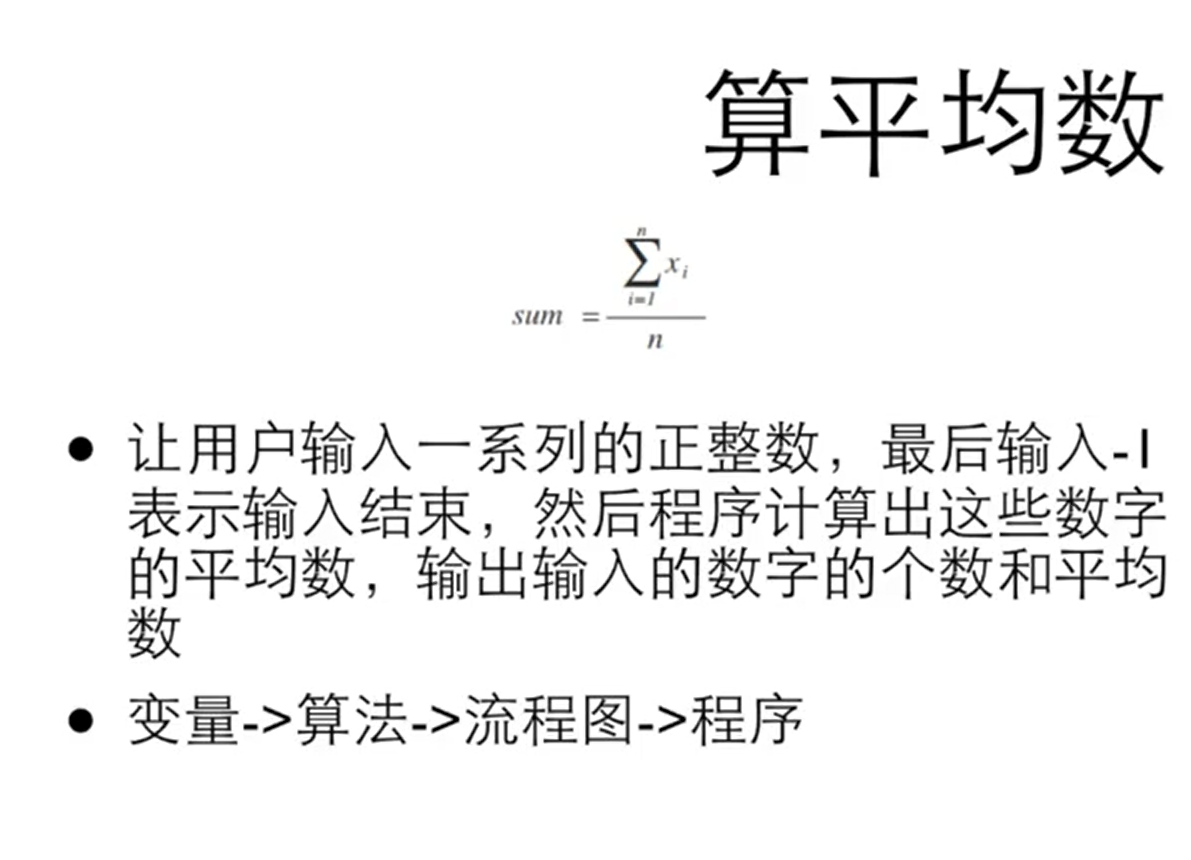 算平均数
sum = \frac{\sum_{i=1}^{n} x_i}{n}
● 让用户输入一系列的正整数，最后输入-1
表示输入结束，然后程序计算出这些数字
的平均数，输出输入的数字的个数和平均
数
● 变量->算法->流程图->程序